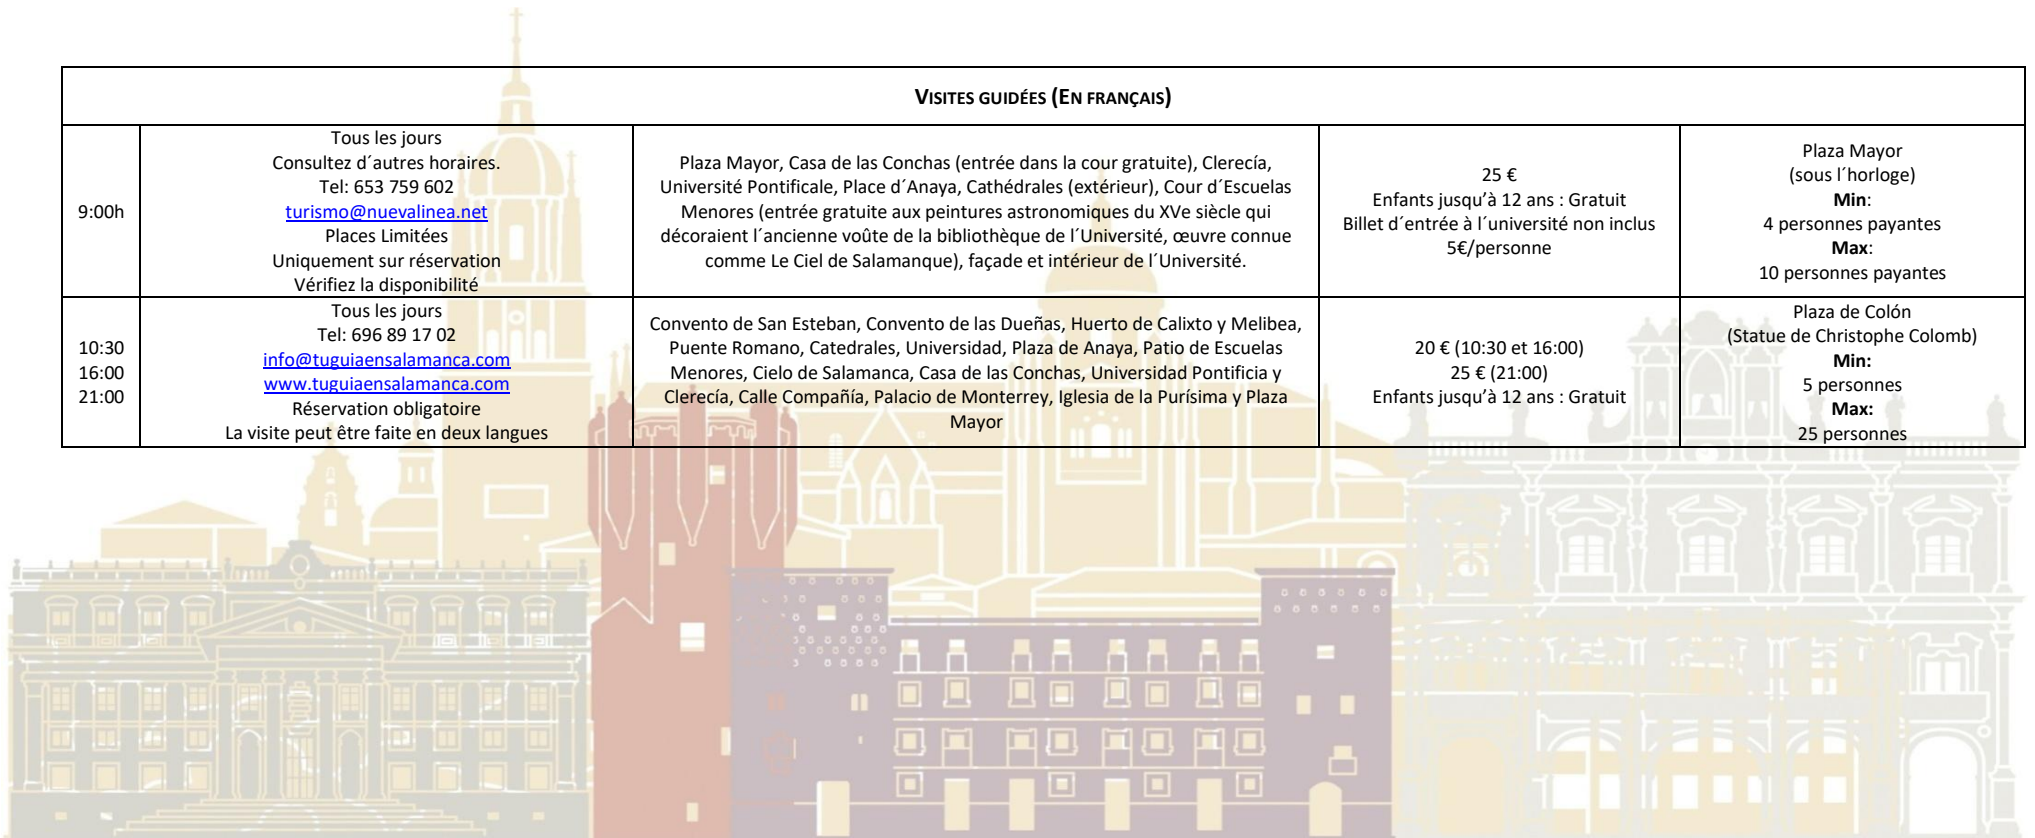 VISITES GUIDÉES (EN FRANÇAIS)
9:00h
Tous les jours
Consultez d´autres horaires.
Tel: 653 759 602
turismo@nuevalinea.net
Places Limitées
Uniquement sur réservation
Vérifiez la disponibilité
Plaza Mayor, Casa de las Conchas (entrée dans la cour gratuite), Clerecía,
Université Pontificale, Place d´Anaya, Cathédrales (extérieur), Cour d´Escuelas
Menores (entrée gratuite aux peintures astronomiques du XVe siècle qui
décoraient l´ancienne voûte de la bibliothèque de l´Université, œuvre connue
comme Le Ciel de Salamanque), façade et intérieur de l´Université.
25 €
Enfants jusqu’à 12 ans : Gratuit
Billet d´entrée à l´université non inclus
5€/personne
Plaza Mayor
(sous l´horloge)
Min:
4 personnes payantes
Max:
10 personnes payantes
10:30
16:00
21:00
Tous les jours
Tel: 696 89 17 02
info@tuguiaensalamanca.com
www.tuguiaensalamanca.com
Réservation obligatoire
La visite peut être faite en deux langues
Convento de San Esteban, Convento de las Dueñas, Huerto de Calixto y Melibea,
Puente Romano, Catedrales, Universidad, Plaza de Anaya, Patio de Escuelas
Menores, Cielo de Salamanca, Casa de las Conchas, Universidad Pontificia y
Clerecía, Calle Compañía, Palacio de Monterrey, Iglesia de la Purísima y Plaza
Mayor
20 € (10:30 et 16:00)
25 € (21:00)
Enfants jusqu’à 12 ans : Gratuit
Plaza de Colón
(Statue de Christophe Colomb)
Min:
5 personnes
Max:
25 personnes